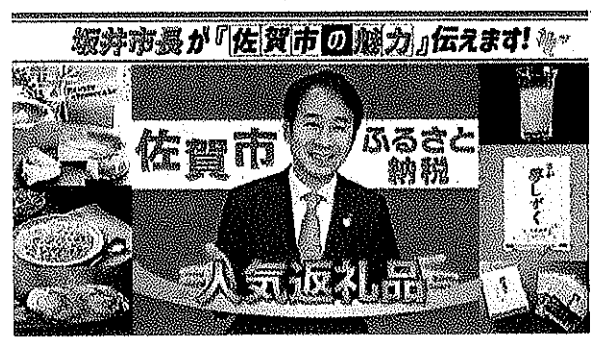 坂井市長が『佐賀市の魅力』伝えます!
佐賀市
ふるさと
納税
人気返礼品
夢しずく